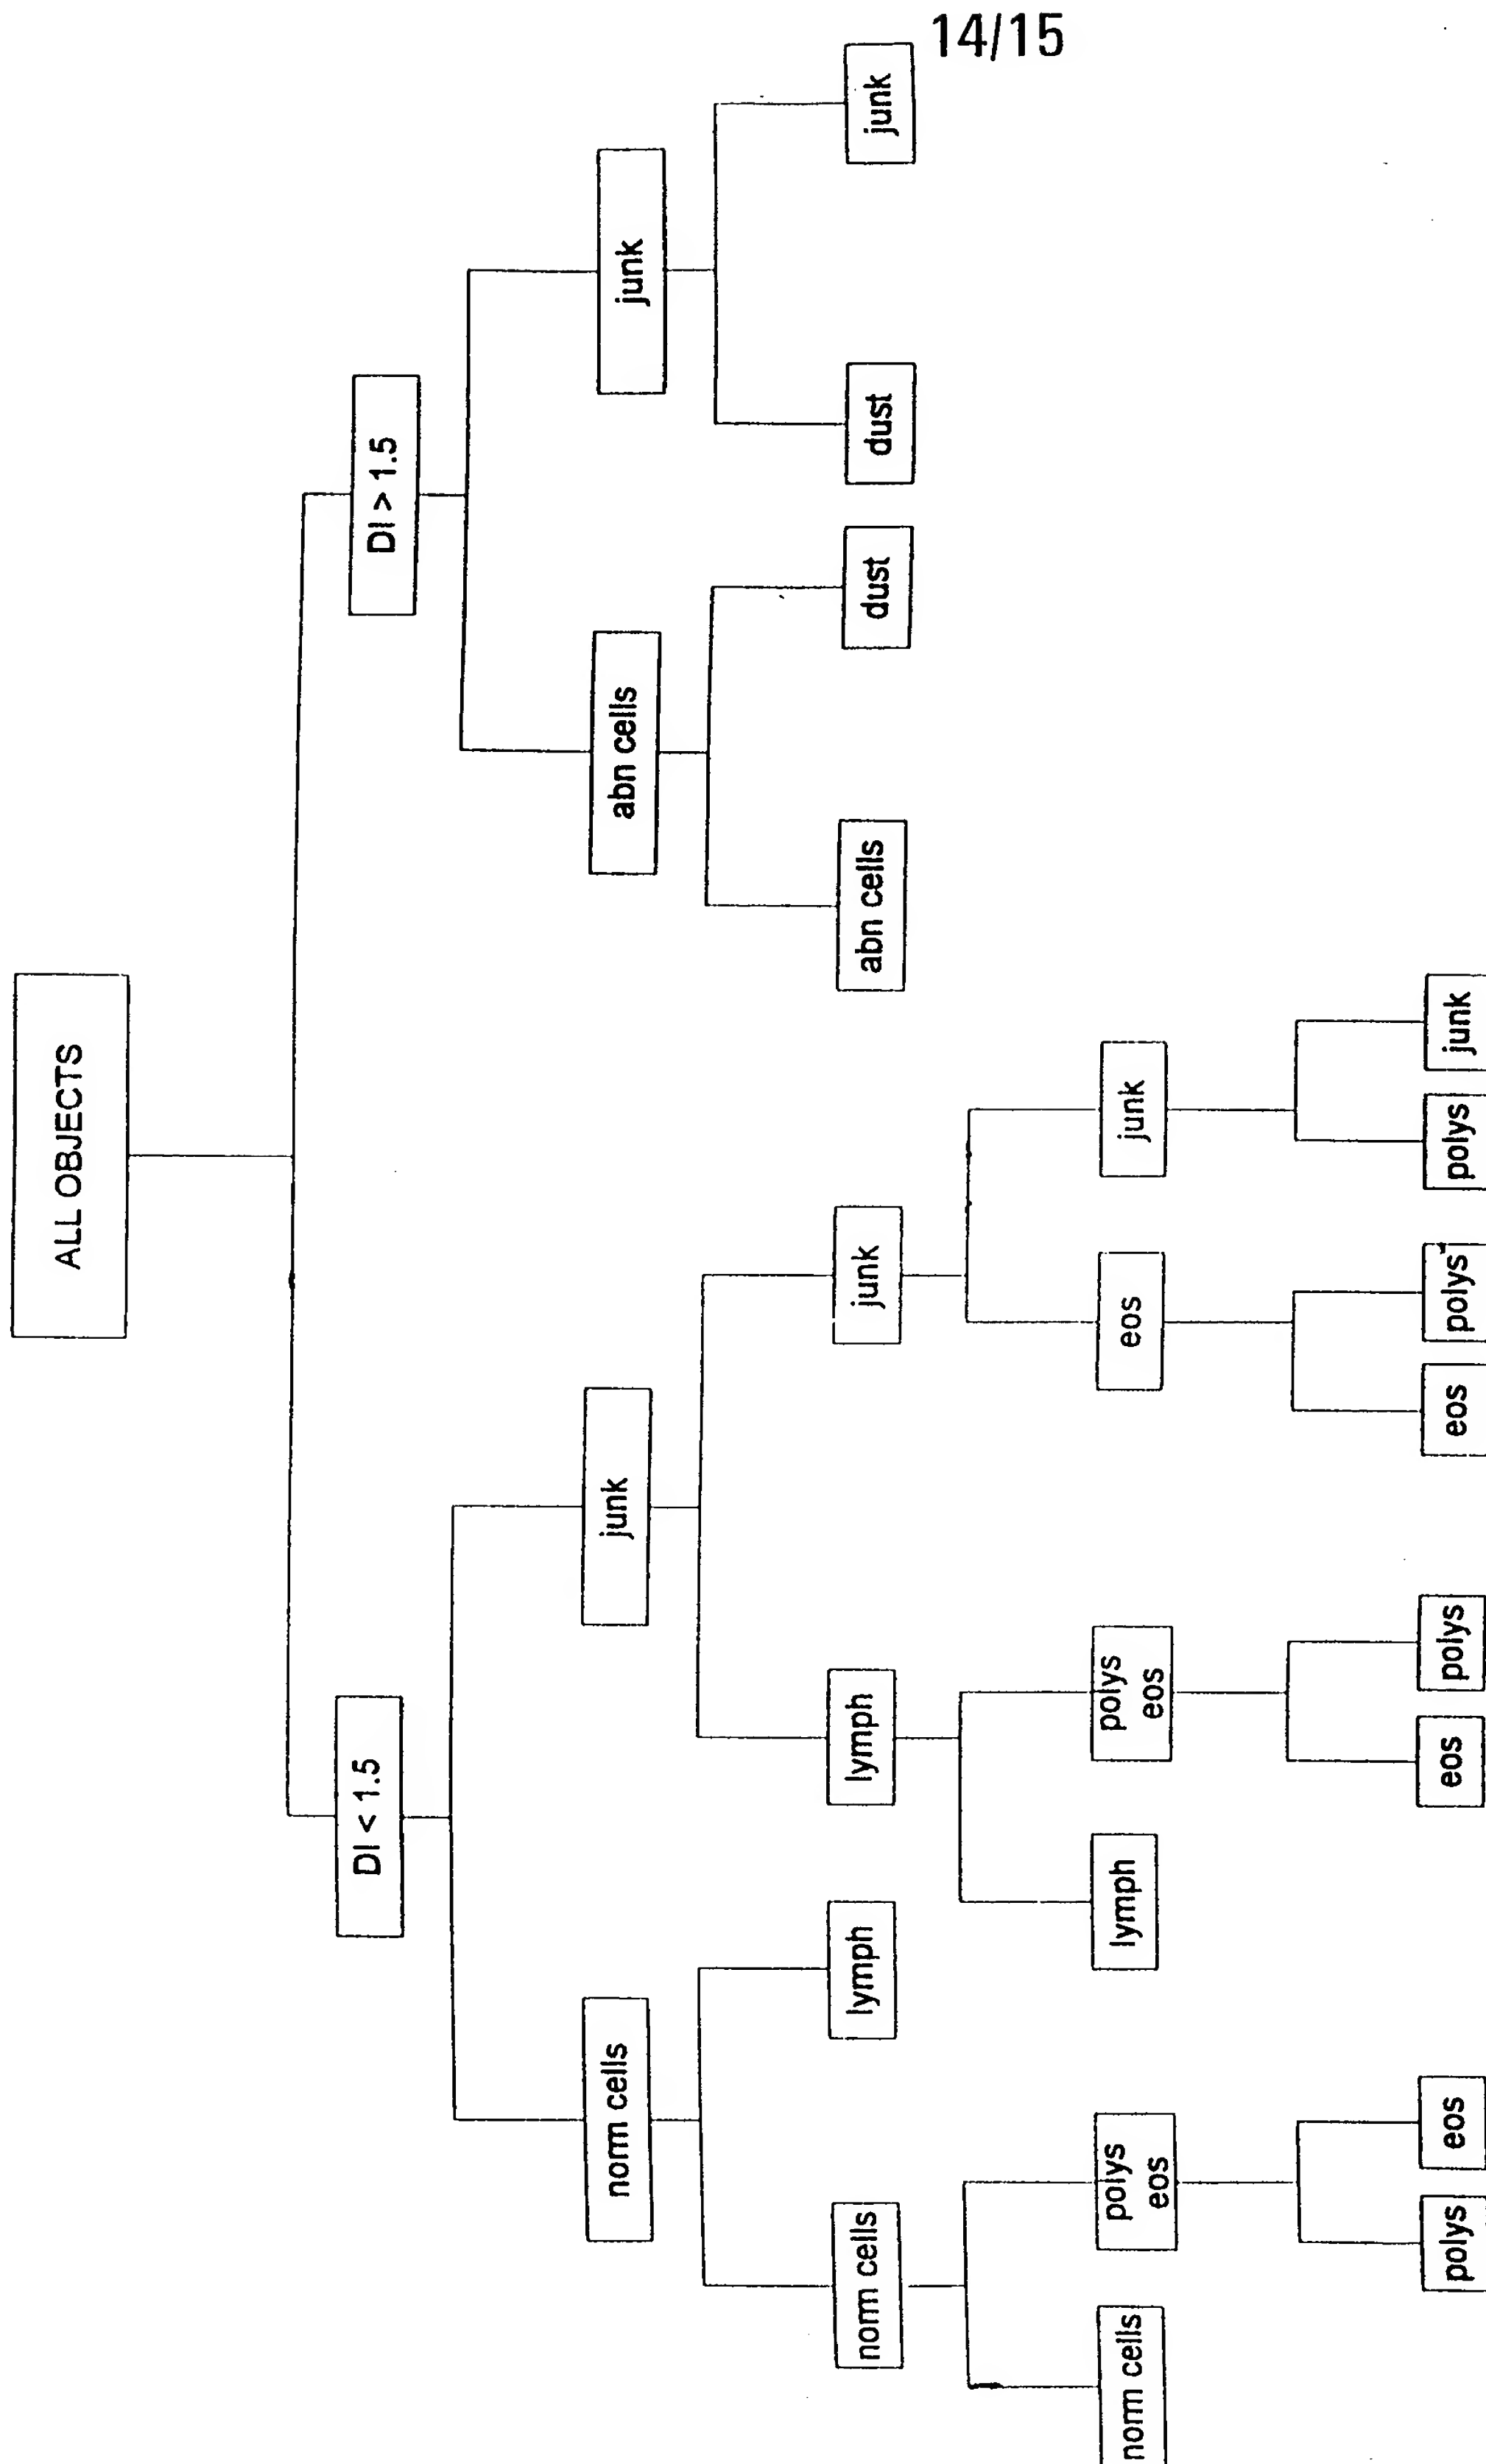 14/15
ALL OBJECTS
DI < 1.5
DI > 1.5
norm cells
junk
abn cells
junk
norm cells
lymph
lymph
junk
abn cells
dust
dust
junk
norm cells
polys
eos
lymph
polys
eos
eos
junk
polys
eos
eos
polys
eos
polys
polys
junk